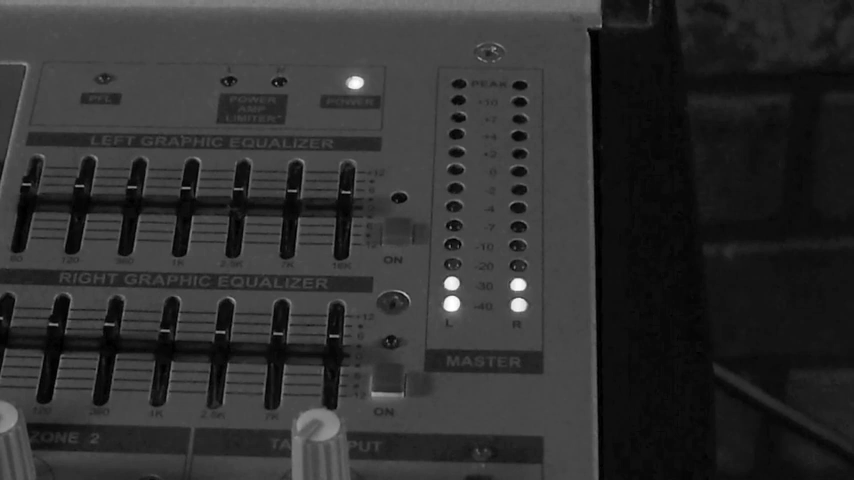 PEAK
L M
+10
PFL
POWER
AMP
LIMITER
POWER
+7
+4
LEFT GRAPHIC EQUALIZER
+2
+12
-0
-2
-4
-7
12
60 120 1K 2.5K 7K 16K
ON
-10
-20
RIGHT GRAPHIC EQUALIZER
-30
-40
+12
L R
MASTER
12
120 360 1K 2.5K 7K
ON
ZONE 2